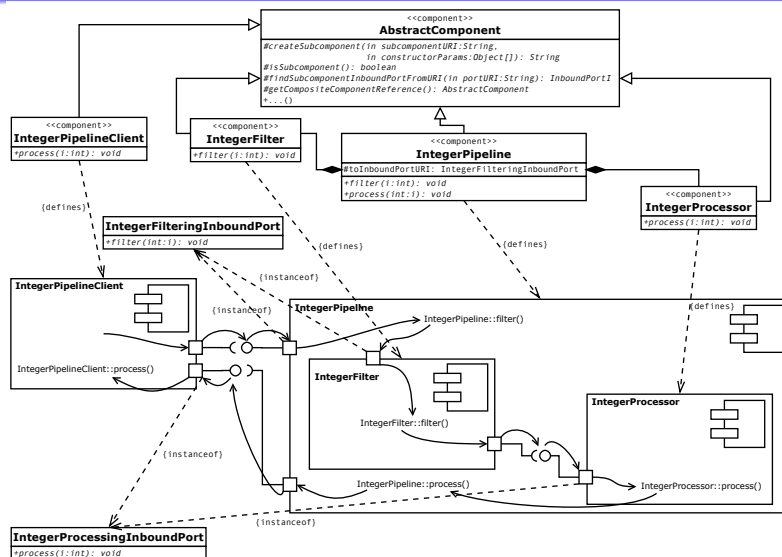 <<component>>
AbstractComponent
#createSubcomponent(in subcomponentURI:String,
in constructorParams:Object[]): String
#isSubcomponent(): boolean
#findSubcomponentInboundPortFromURI(in portURI:String): InboundPortI
#getCompositeComponentReference(): AbstractComponent
+...()
<<component>>
IntegerPipelineClient
+process(i:int): void
<<component>>
IntegerFilter
+filter(i:int): void
<<component>>
IntegerPipeline
#toInboundPortURI: IntegerFilteringInboundPort
+filter(i:int): void
+process(int:i): void
<<component>>
IntegerProcessor
+process(i:int): void
{defines}
IntegerFilteringInboundPort
+filter(int:i): void
{defines}
{defines}
{instanceof}
IntegerPipelineClient
{instanceof}
IntegerPipeline
{defines}
IntegerPipeline::filter()
IntegerPipelineClient::process()
IntegerFilter
IntegerProcessor
IntegerFilter::filter()
{instanceof}
IntegerPipeline::process()
IntegerProcessor::process()
{instanceof}
IntegerProcessingInboundPort
+process(i:int): void